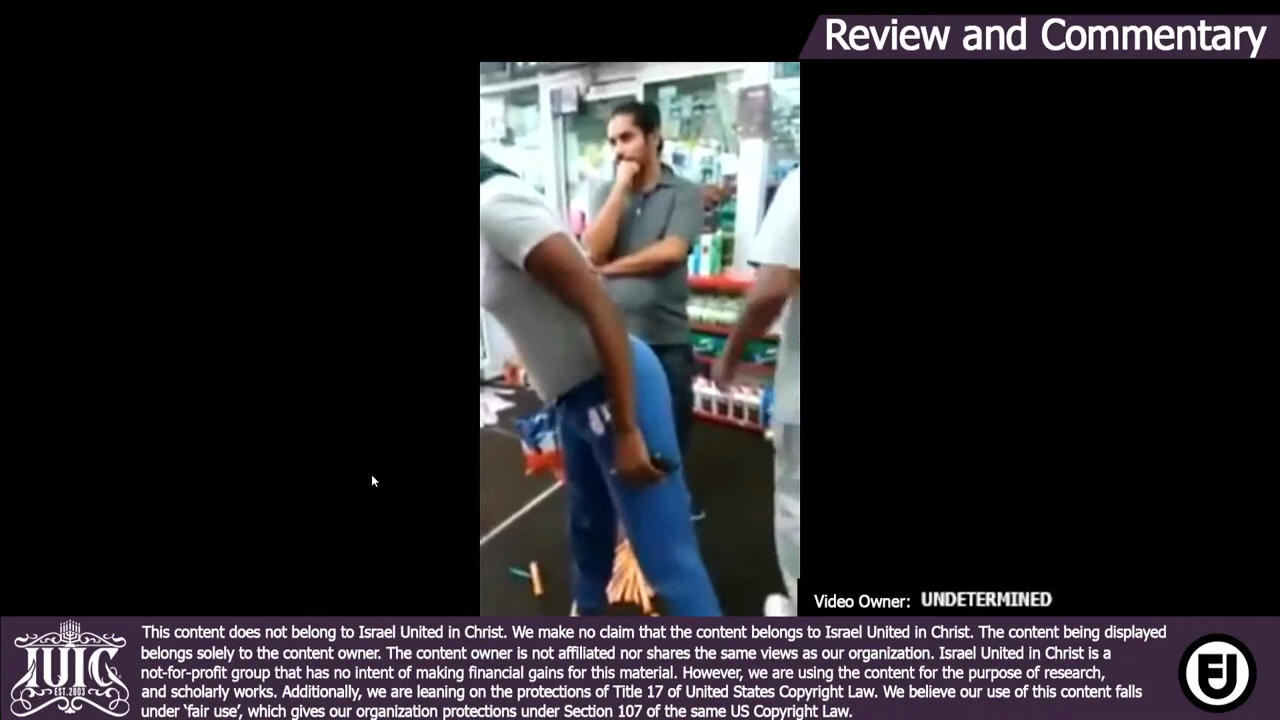 Review and Commentary
Video Owner: UNDETERMINED
This content does not belong to Israel United in Christ. We make no claim that the content belongs to Israel United in Christ. The content being displayed
belongs solely to the content owner. The content owner is not affiliated nor shares the same views as our organization. Israel United in Christ is a
not-for-profit group that has no intent of making financial gains for this material. However, we are using the content for the purpose of research,
and scholarly works. Additionally, we are leaning on the protections of Title 17 of United States Copyright Law. We believe our use of this content falls
under 'fair use', which gives our organization protections under Section 107 of the same US Copyright Law.
IUIC
EST.2003